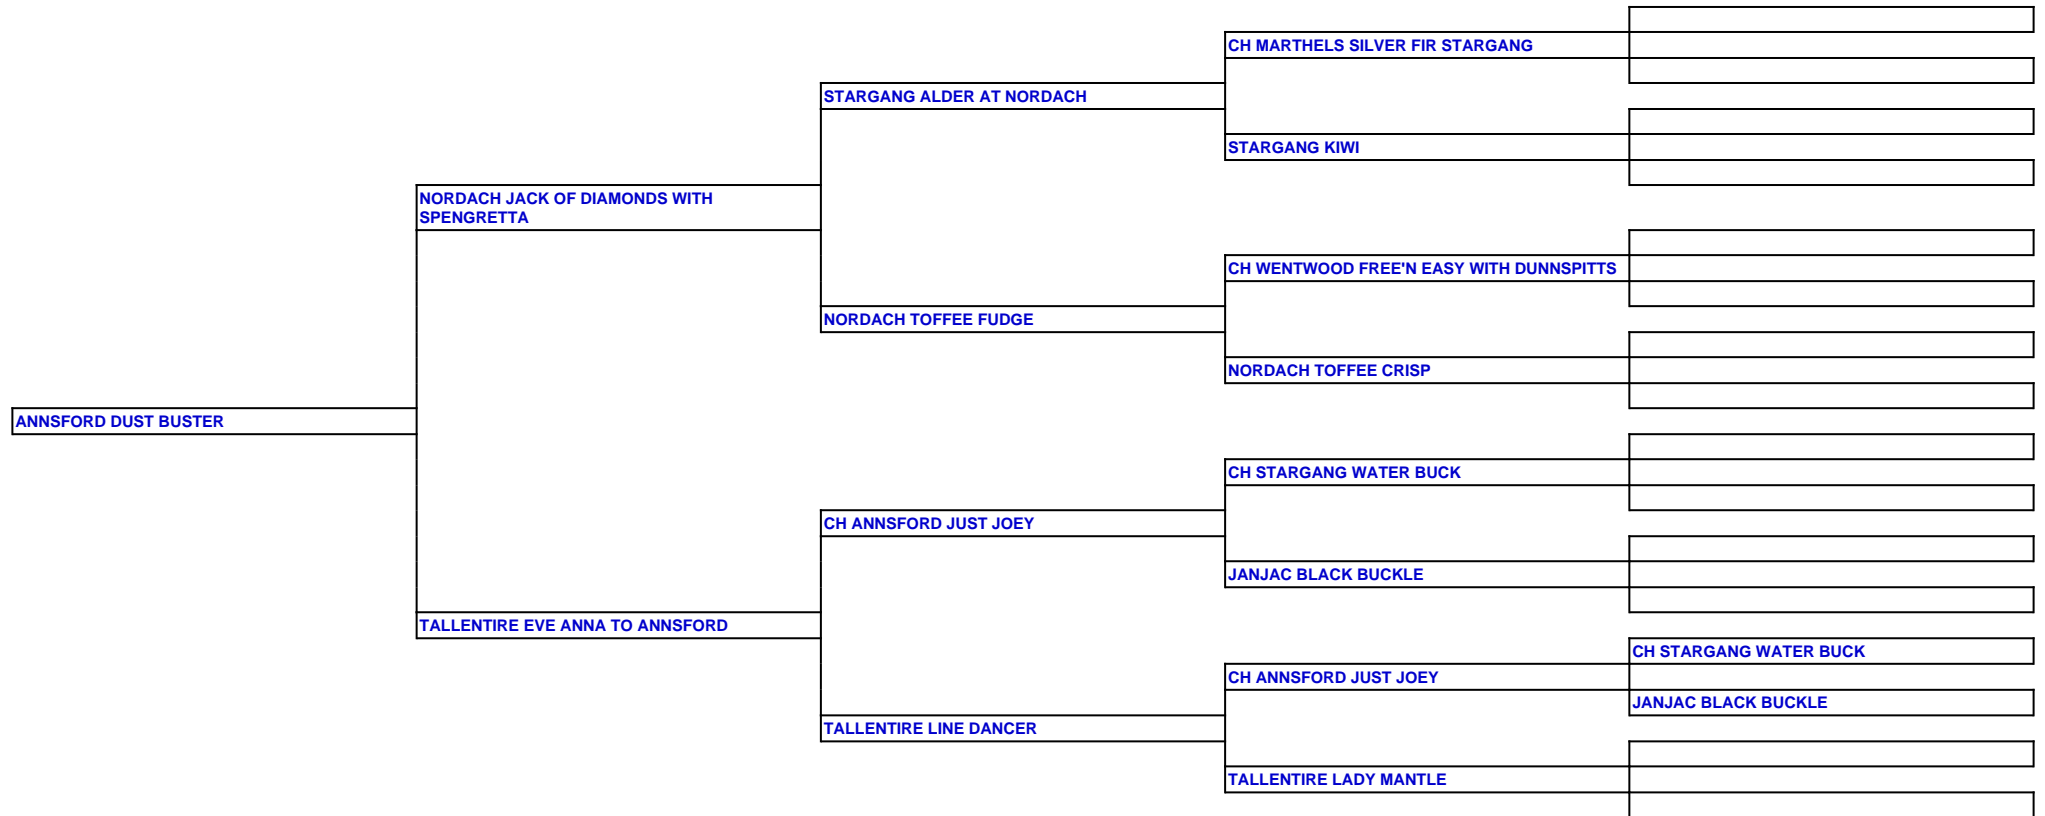 CH MARTHELS SILVER FIR STARGANG
STARGANG ALDER AT NORDACH
STARGANG KIWI
NORDACH JACK OF DIAMONDS WITH
SPENGRETTA
CH WENTWOOD FREE'N EASY WITH DUNNSPITTS
NORDACH TOFFEE FUDGE
NORDACH TOFFEE CRISP
ANNSFORD DUST BUSTER
CH STARGANG WATER BUCK
CH ANNSFORD JUST JOEY
JANJAC BLACK BUCKLE
TALLENTIRE EVE ANNA TO ANNSFORD
CH STARGANG WATER BUCK
CH ANNSFORD JUST JOEY
JANJAC BLACK BUCKLE
TALLENTIRE LINE DANCER
TALLENTIRE LADY MANTLE